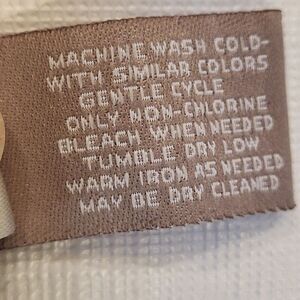 MACHINE WASH COLD-
WITH SIMILAR COLORS
GENTLE CYCLE
ONLY NON-CHLORINE
BLEACH WHEN NEEDED
TUMBLE DRY LOW
WARM IRON AS NEEDED
MAY BE DRY CLEANED